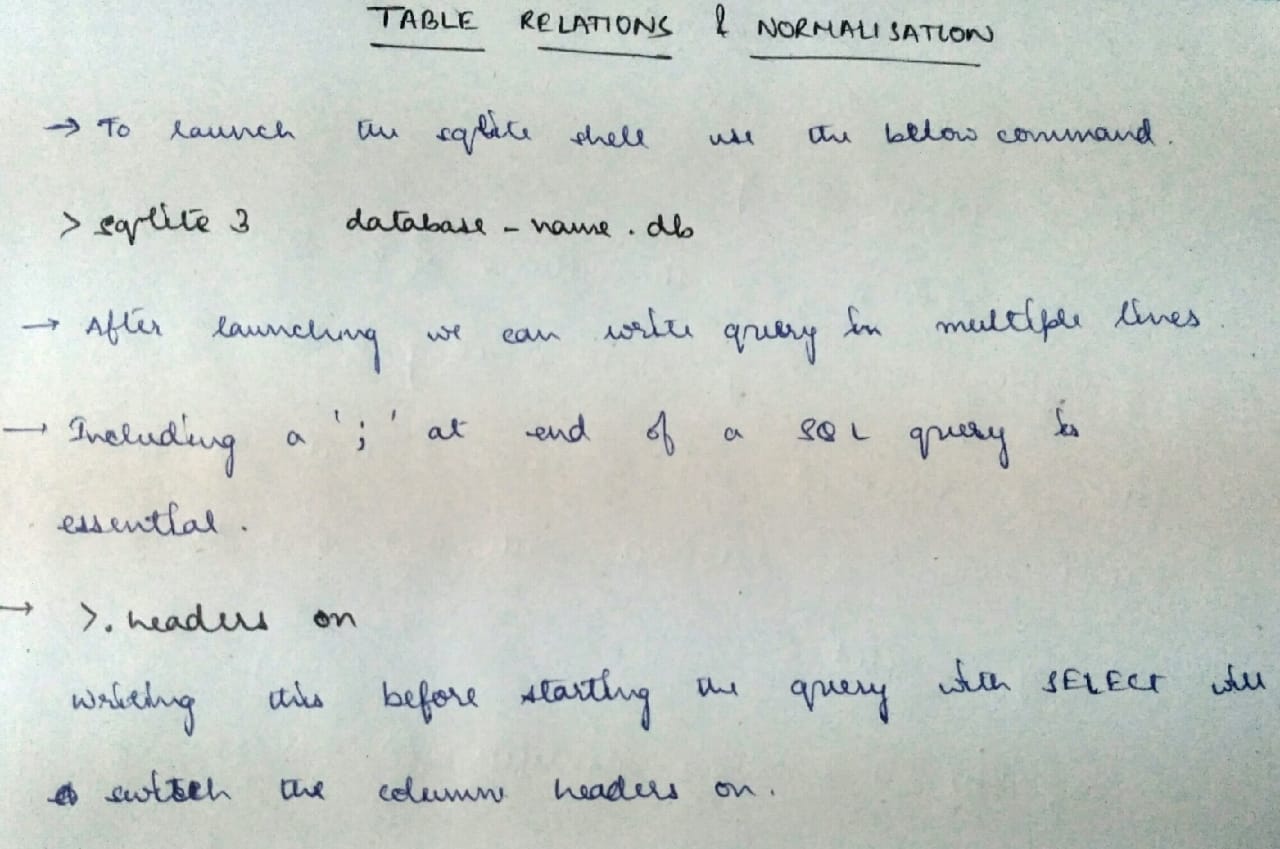 TABLE RELATIONS & NORMALISATION
→ To launch the sqlite shell use the below command.
> sqlite 3 database - name . db
→ After launching we can write query in multiple lines.
→ Including a ';' at end of a SQL query is
essential.
→ >. headers on
writing this before starting the query with SELECT will
switch the column headers on.